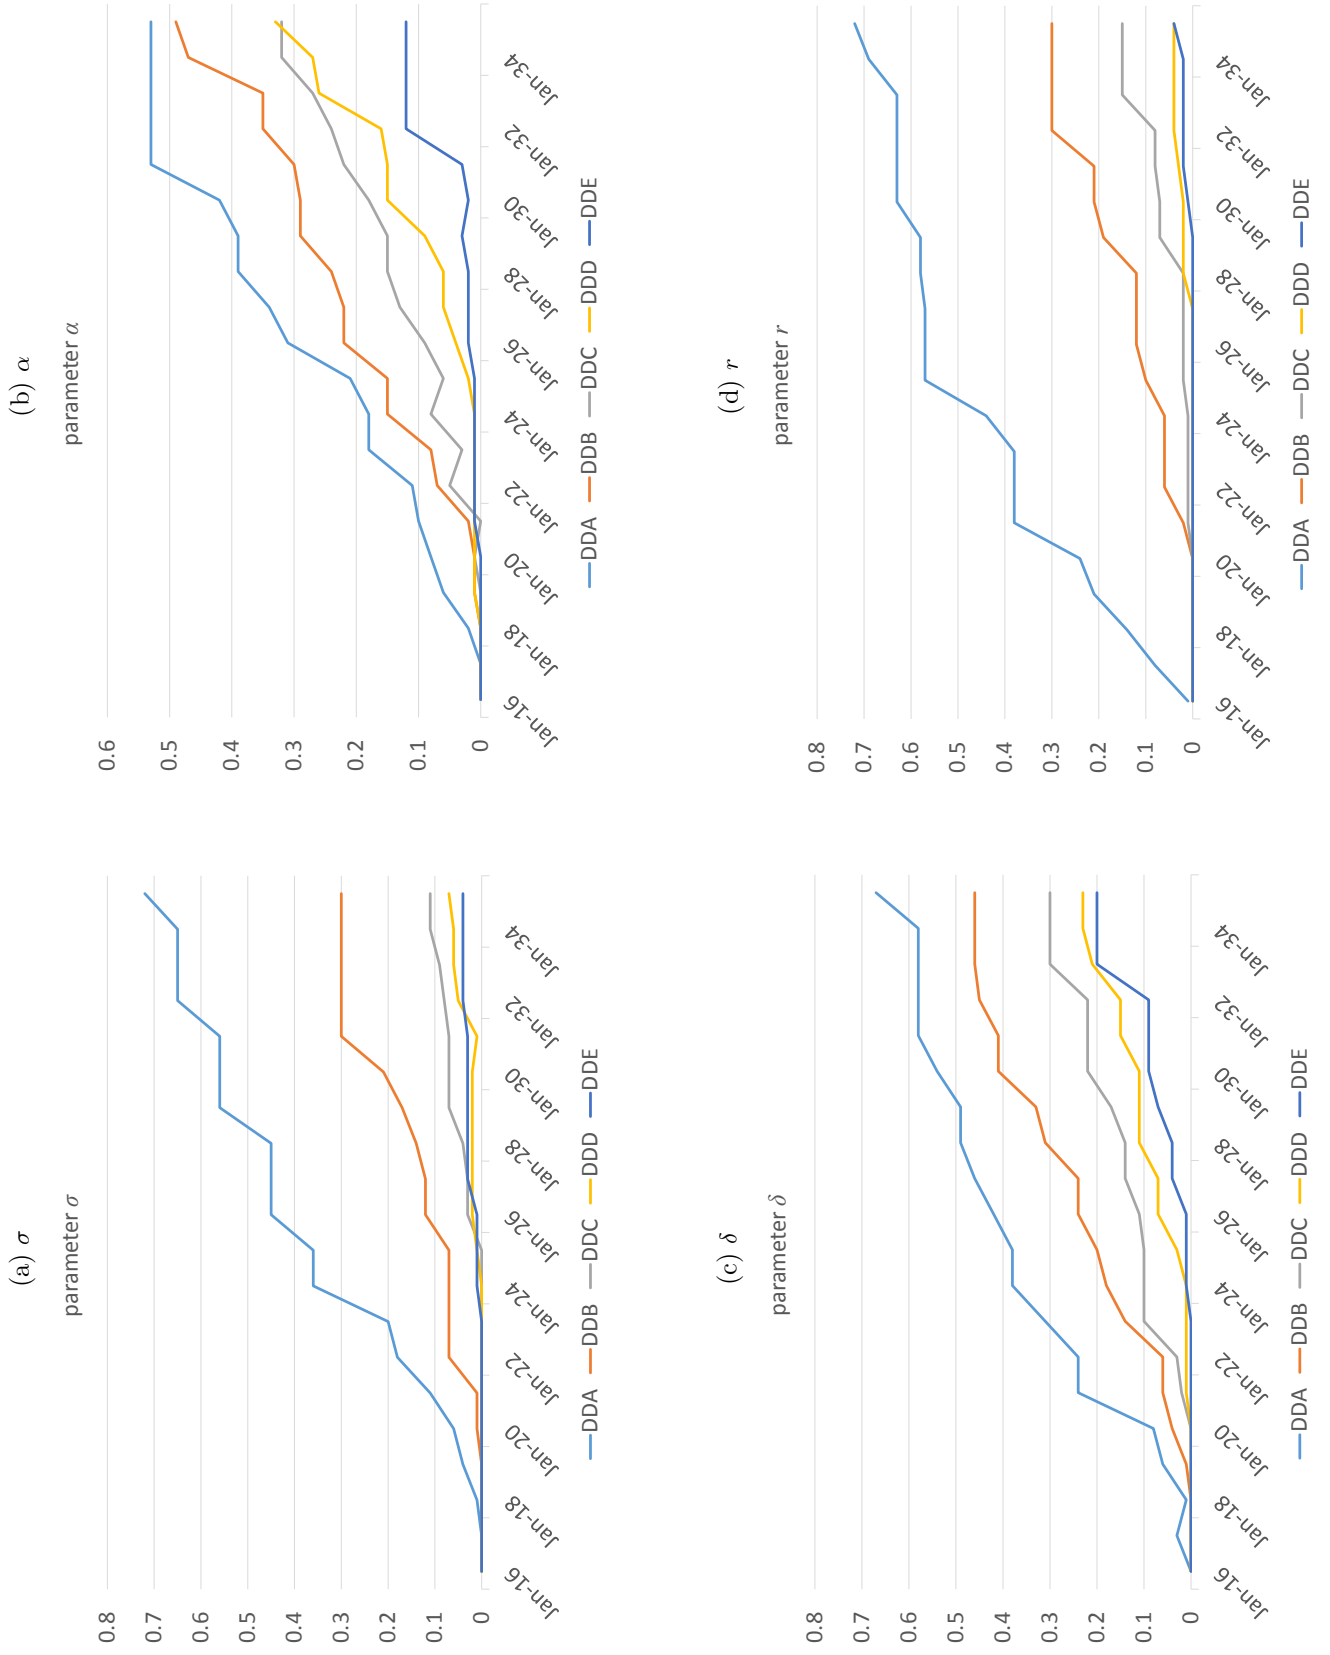 (a) σ
parameter σ
0.8
0.7
0.6
0.5
0.4
0.3
0.2
0.1
0
Jan-16
Jan-18
Jan-20
Jan-22
Jan-24
Jan-26
Jan-28
Jan-30
Jan-32
Jan-34
DDA DDB DDC DDD DDE
(b) α
parameter α
0.6
0.5
0.4
0.3
0.2
0.1
0
Jan-16
Jan-18
Jan-20
Jan-22
Jan-24
Jan-26
Jan-28
Jan-30
Jan-32
Jan-34
DDA DDB DDC DDD DDE
(c) δ
parameter δ
0.8
0.7
0.6
0.5
0.4
0.3
0.2
0.1
0
Jan-16
Jan-18
Jan-20
Jan-22
Jan-24
Jan-26
Jan-28
Jan-30
Jan-32
Jan-34
DDA DDB DDC DDD DDE
(d) r
parameter r
0.8
0.7
0.6
0.5
0.4
0.3
0.2
0.1
0
Jan-16
Jan-18
Jan-20
Jan-22
Jan-24
Jan-26
Jan-28
Jan-30
Jan-32
Jan-34
DDA DDB DDC DDD DDE